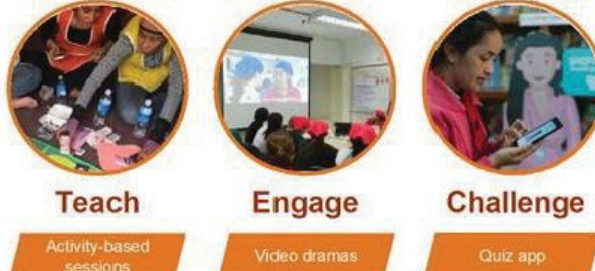 Teach
Engage
Challenge
Activity-based
sessions
Video dramas
Quiz app